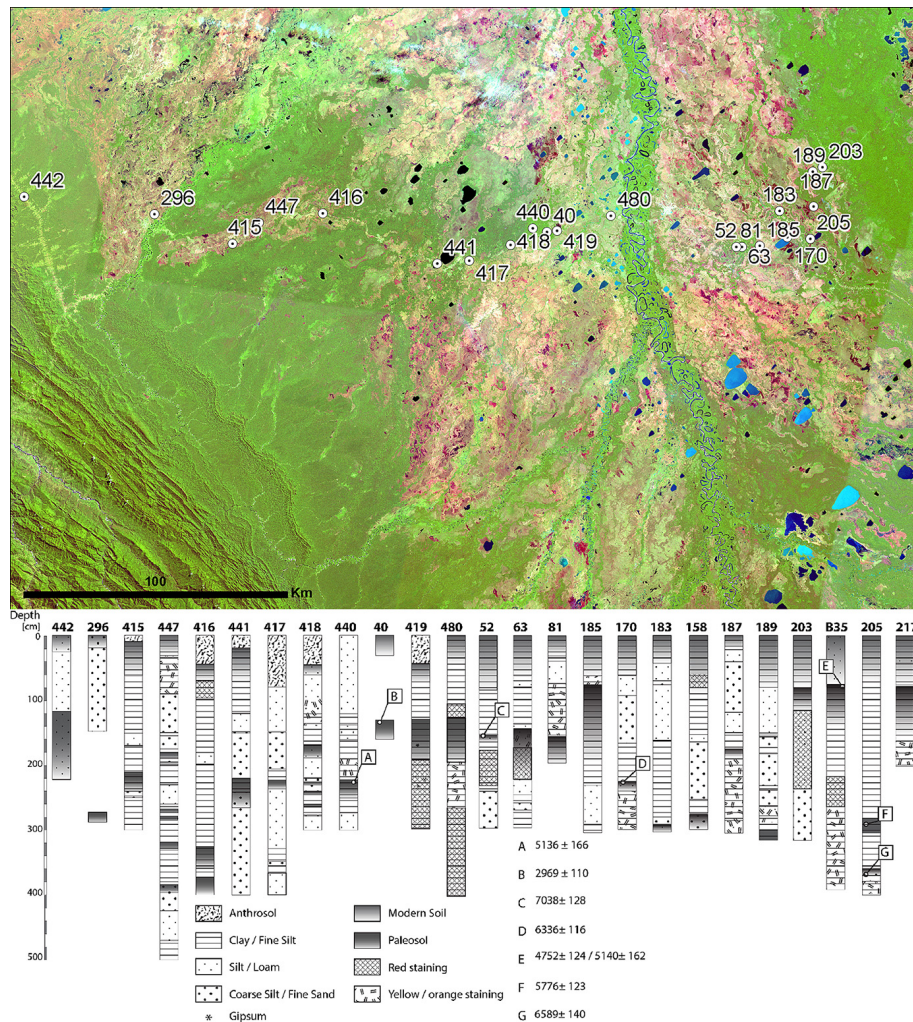 203
189
187
442
296
447
416
183
440
40
480
415
52 81 185 205
418
419
63
170
441
417
100
Km
Depth
[cm]
442 296 415 447 416 441 417 418 440 40 419 480 52 63 81 185 170 183 158 187 189 203 B35 205 217
0
E
100
B
C
200
A
D
300
F
A 5136 ± 166
G
B 2969 ± 110
400
C 7038± 128
Anthrosol
Modern Soil
D 6336± 116
Clay / Fine Silt
Paleosol
E 4752± 124 / 5140± 162
500
Silt / Loam
Red staining
F 5776± 123
Coarse Silt / Fine Sand
Yellow / orange staining
* Gipsum
G 6589± 140